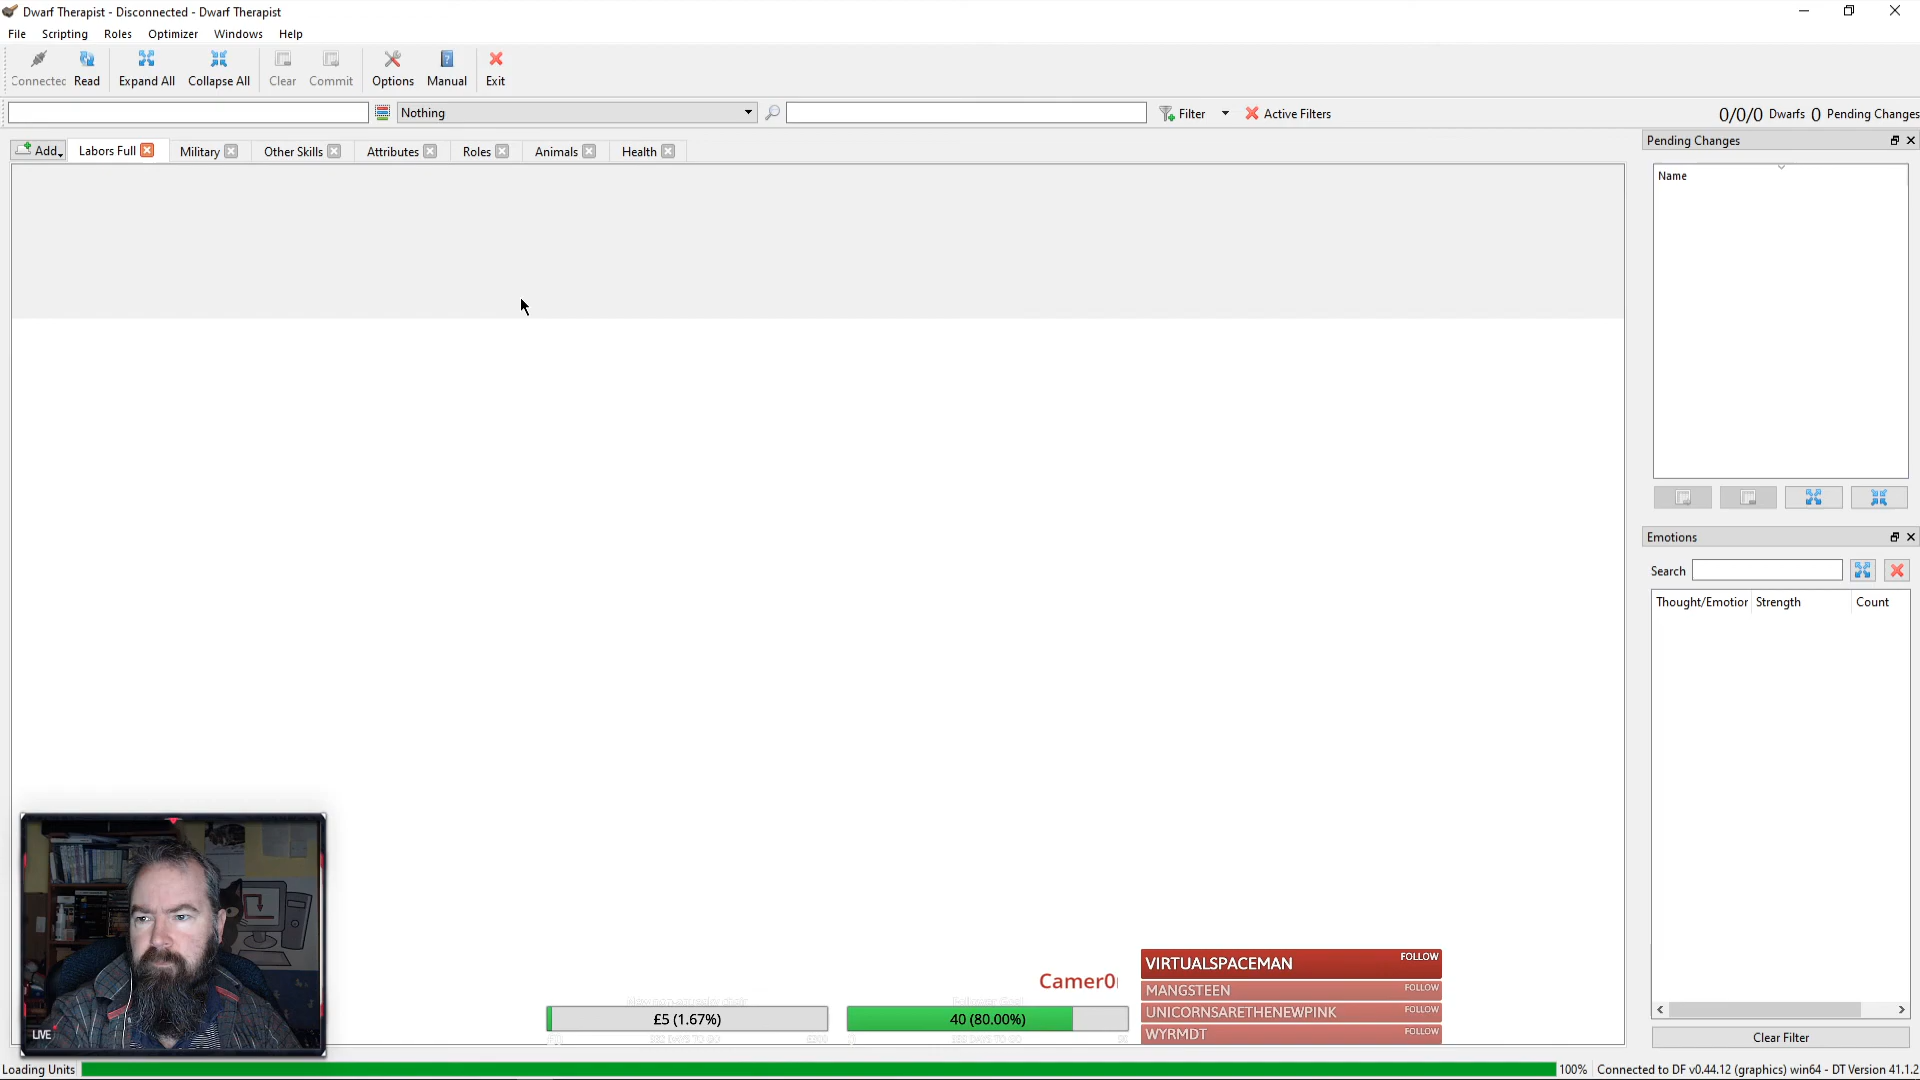 Dwarf Therapist - Disconnected - Dwarf Therapist
File Scripting Roles Optimizer Windows Help
Connectec Read Expand All Collapse All Clear Commit Options Manual Exit
Nothing Filter Active Filters 0/0/0 Dwarfs 0 Pending Changes
Add Labors Full Military Other Skills Attributes Roles Animals Health
Pending Changes
Name
Emotions
Search
Thought/Emotior Strength Count
Camer0
VIRTUALSPACEMAN FOLLOW
MANGSTEEN FOLLOW
UNICORNSARETHENEWPINK FOLLOW
WYRMDT FOLLOW
Follower Goal
£5 (1.67%) 40 (80.00%)
LIVE
Clear Filter
Loading Units 100% Connected to DF v0.44.12 (graphics) win64 - DT Version 41.1.2